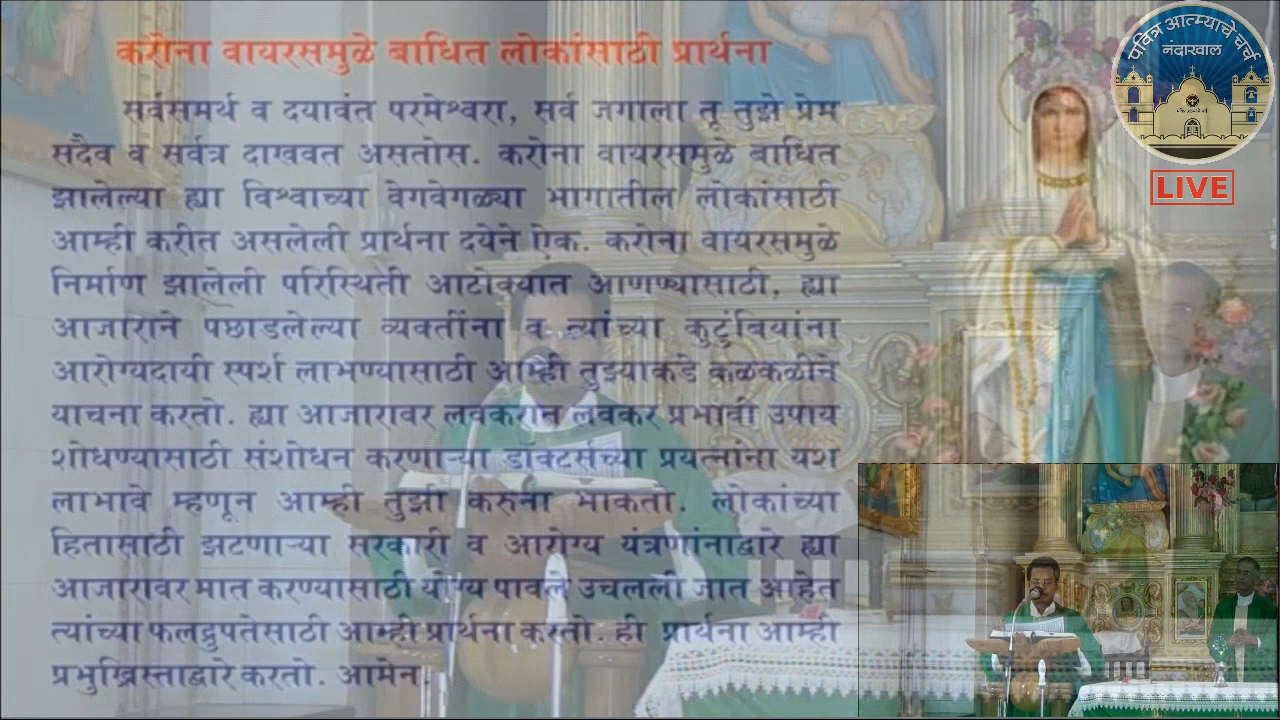 करोना वायरसमुळे बाधित लोकांसाठी प्रार्थना
सर्वसमर्थ व दयावंत परमेश्वरा, सर्व जगाला तू तुझे प्रेम
सदैव व सर्वत्र दाखवत असतोस. करोना वायरसमुळे बाधित
झालेल्या ह्या विश्वाच्या वेगवेगळ्या भागातील लोकांसाठी
आम्ही करीत असलेली प्रार्थना दयेने ऐक. करोना वायरसमुळे
निर्माण झालेली परिस्थिती आटोक्यात आणण्यासाठी, ह्या
आजाराने पछाडलेल्या व्यक्तींना व त्यांच्या कुटुंबियांना
आरोग्यदायी स्पर्श लाभण्यासाठी आम्ही तुझ्याकडे कळकळीने
याचना करतो. ह्या आजारावर लवकरात लवकर प्रभावी उपाय
शोधण्यासाठी संशोधन करणाऱ्या डॉक्टर्सच्या प्रयत्नांना यश
लाभावे म्हणून आम्ही तुझी करुना भाकतो. लोकांच्या
हितासाठी झटणाऱ्या सरकारी व आरोग्य यंत्रणांनाद्वारे ह्या
आजारावर मात करण्यासाठी योग्य पावले उचलली जात आहेत
त्यांच्या फलद्रुपतेसाठी आम्ही प्रार्थना करतो. ही प्रार्थना आम्ही
प्रभुख्रिस्ताद्वारे करतो. आमेन
पवित्र आत्म्याचे चर्च
नंदाखाल
LIVE